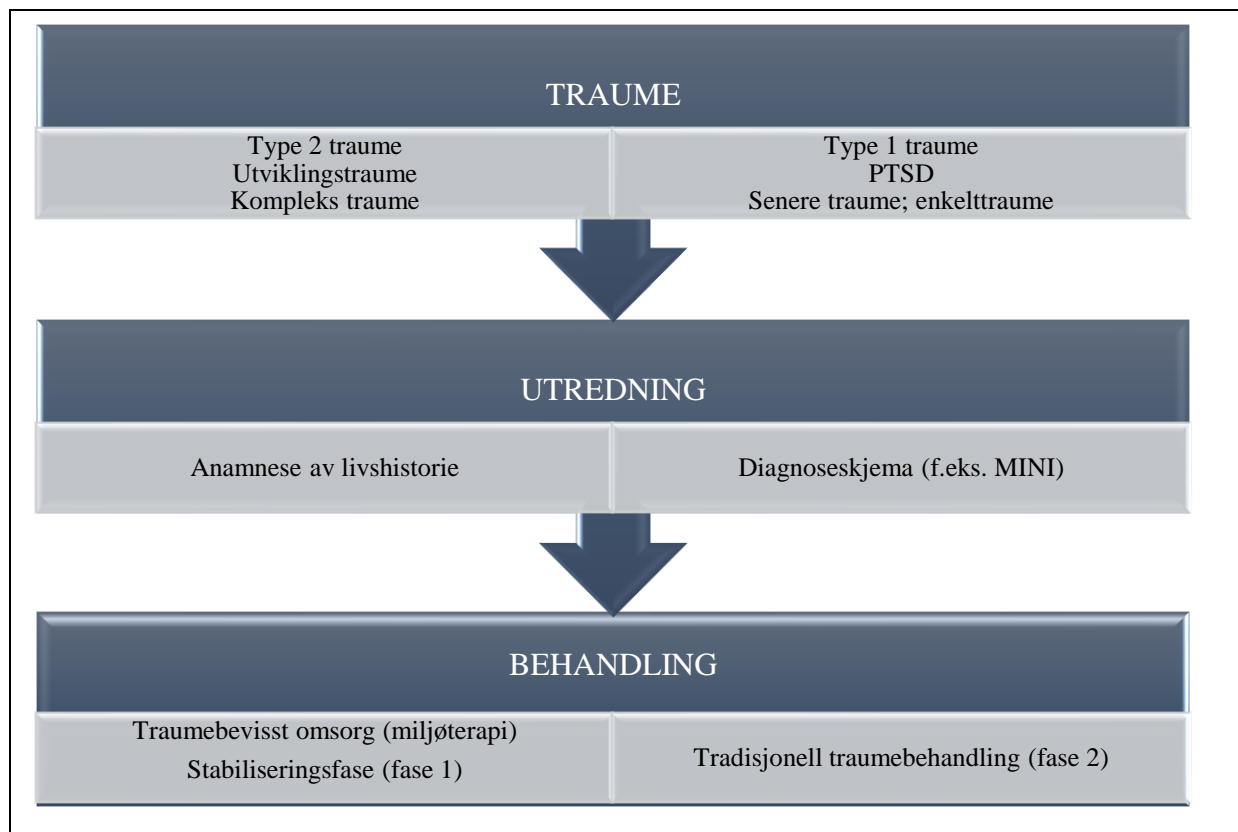 TRAUME
Type 2 traume
Utviklingstraume
Kompleks traume
Type 1 traume
PTSD
Senere traume; enkelttraume
UTREDNING
Anamnese av livshistorie
Diagnoseskjema (f.eks. MINI)
BEHANDLING
Traumebevisst omsorg (miljøterapi)
Stabiliseringsfase (fase 1)
Tradisjonell traumebehandling (fase 2)